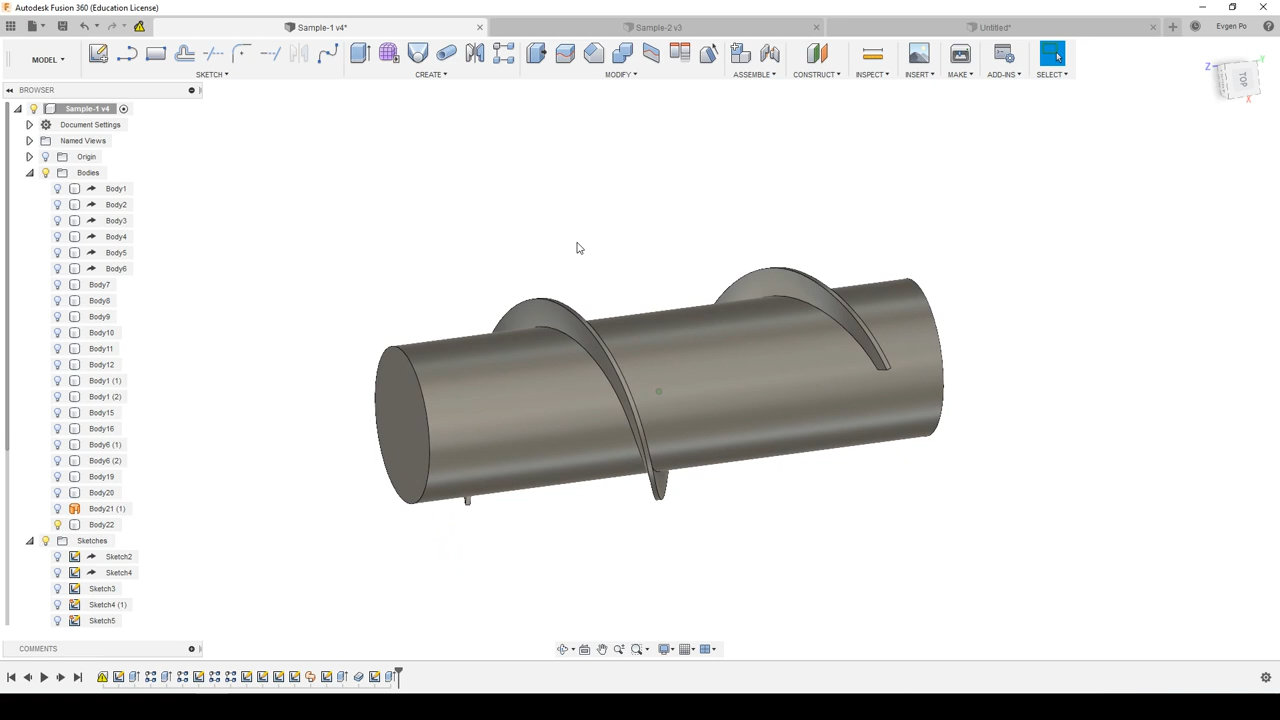 Autodesk Fusion 360 (Education License)
Sample-1 v4*
Sample-2 v3
Untitled*
Evgen Po
MODEL
SKETCH
CREATE
MODIFY
ASSEMBLE
CONSTRUCT
INSPECT
INSERT
MAKE
ADD-INS
SELECT
Z
Y
TOP
X
BROWSER
Sample-1 v4
Document Settings
Named Views
Origin
Bodies
Body1
Body2
Body3
Body4
Body5
Body6
Body7
Body8
Body9
Body10
Body11
Body12
Body1 (1)
Body1 (2)
Body15
Body16
Body6 (1)
Body6 (2)
Body19
Body20
Body21 (1)
Body22
Sketches
Sketch2
Sketch4
Sketch3
Sketch4 (1)
Sketch5
COMMENTS